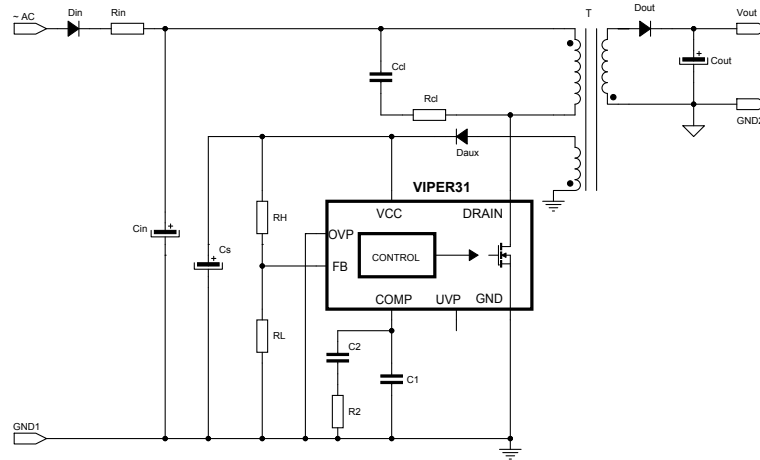 ~ AC
Din
Rin
T
Dout
Vout
Ccl
Cout
Rcl
GND2
Daux
VIPER31
VCC
DRAIN
RH
Cin
Cs
OVP
CONTROL
FB
COMP
UVP
GND
RL
C2
C1
R2
GND1
+
+
+